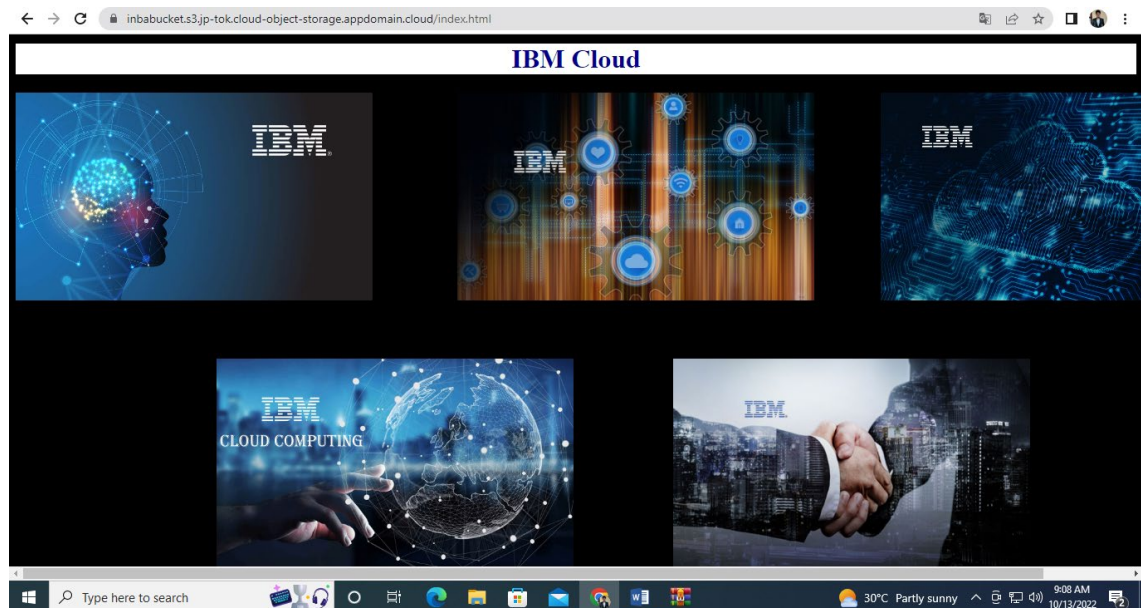 inbabucket.s3.jp-tok.cloud-object-storage.appdomain.cloud/index.html
IBM Cloud
IBM.
IBM
IBM
IBM
CLOUD COMPUTING
IBM.
Type here to search
30°C Partly sunny
9:08 AM
10/13/2022
2